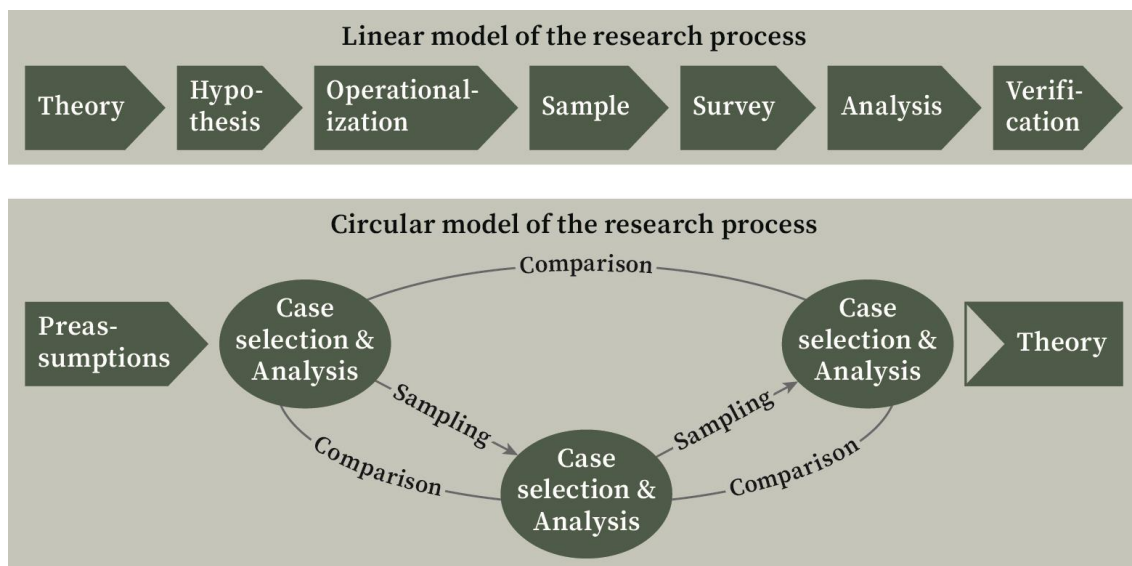 Linear model of the research process
Theory
Hypo-
thesis
Operational-
ization
Sample
Survey
Analysis
Verifi-
cation
Circular model of the research process
Comparison
Preas-
sumptions
Case
selection &
Analysis
Case
selection &
Analysis
Theory
Sampling
Sampling
Comparison
Comparison
Case
selection &
Analysis